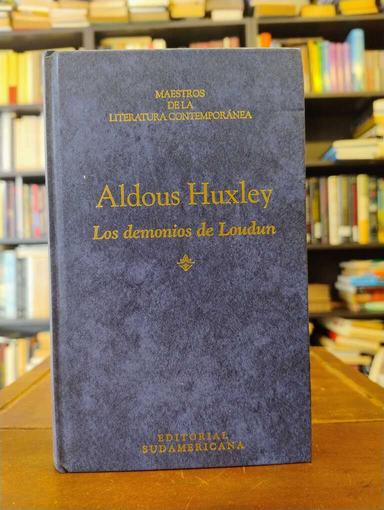 MAESTROS
DE LA
LITERATURA CONTEMPORÁNEA
Aldous Huxley
Los demonios de Loudun
EDITORIAL
SUDAMERICANA